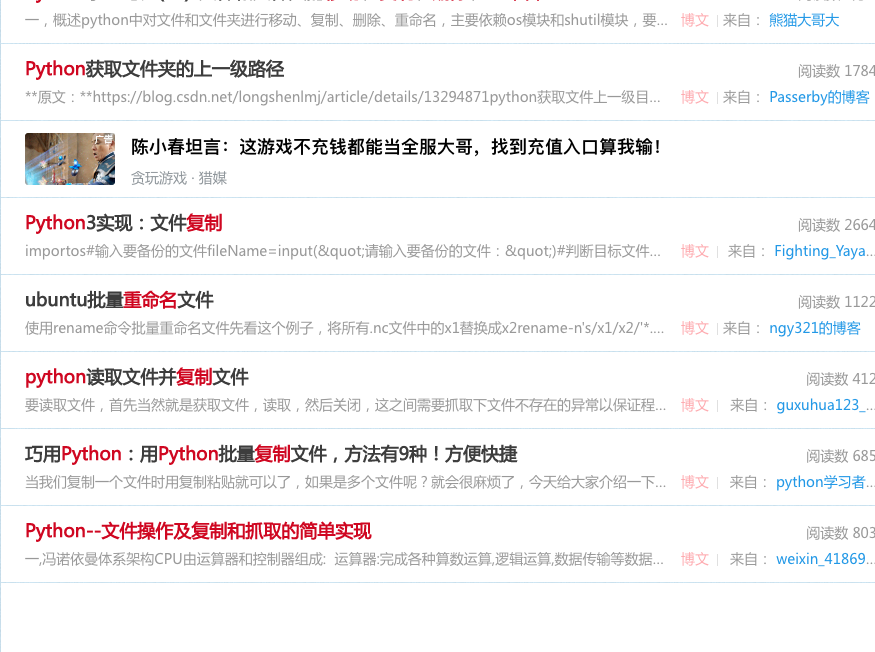 一，概述python中对文件和文件夹进行移动、复制、删除、重命名，主要依赖os模块和shutil模块，要... 博文 来自： 熊猫大哥大
Python获取文件夹的上一级路径 阅读数 1784
**原文：**https://blog.csdn.net/longshenlmj/article/details/13294871python获取文件上一级目... 博文 来自： Passerby的博客
广告
陈小春坦言：这游戏不充钱都能当全服大哥，找到充值入口算我输！
贪玩游戏 · 猎媒
Python3实现：文件复制 阅读数 2664
importos#输入要备份的文件fileName=input(&quot;请输入要备份的文件：&quot;)#判断目标文件... 博文 来自： Fighting_Yaya...
ubuntu批量重命名文件 阅读数 1122
使用rename命令批量重命名文件先看这个例子，将所有.nc文件中的x1替换成x2rename-n's/x1/x2/'*.... 博文 来自： ngy321的博客
python读取文件并复制文件 阅读数 412
要读取文件，首先当然就是获取文件，读取，然后关闭，这之间需要抓取下文件不存在的异常以保证程... 博文 来自： guxuhua123_...
巧用Python：用Python批量复制文件，方法有9种！方便快捷 阅读数 685
当我们复制一个文件时用复制粘贴就可以了，如果是多个文件呢？就会很麻烦了，今天给大家介绍一下... 博文 来自： python学习者...
Python--文件操作及复制和抓取的简单实现 阅读数 803
一,冯诺依曼体系架构CPU由运算器和控制器组成: 运算器:完成各种算数运算,逻辑运算,数据传输等数据... 博文 来自： weixin_41869...